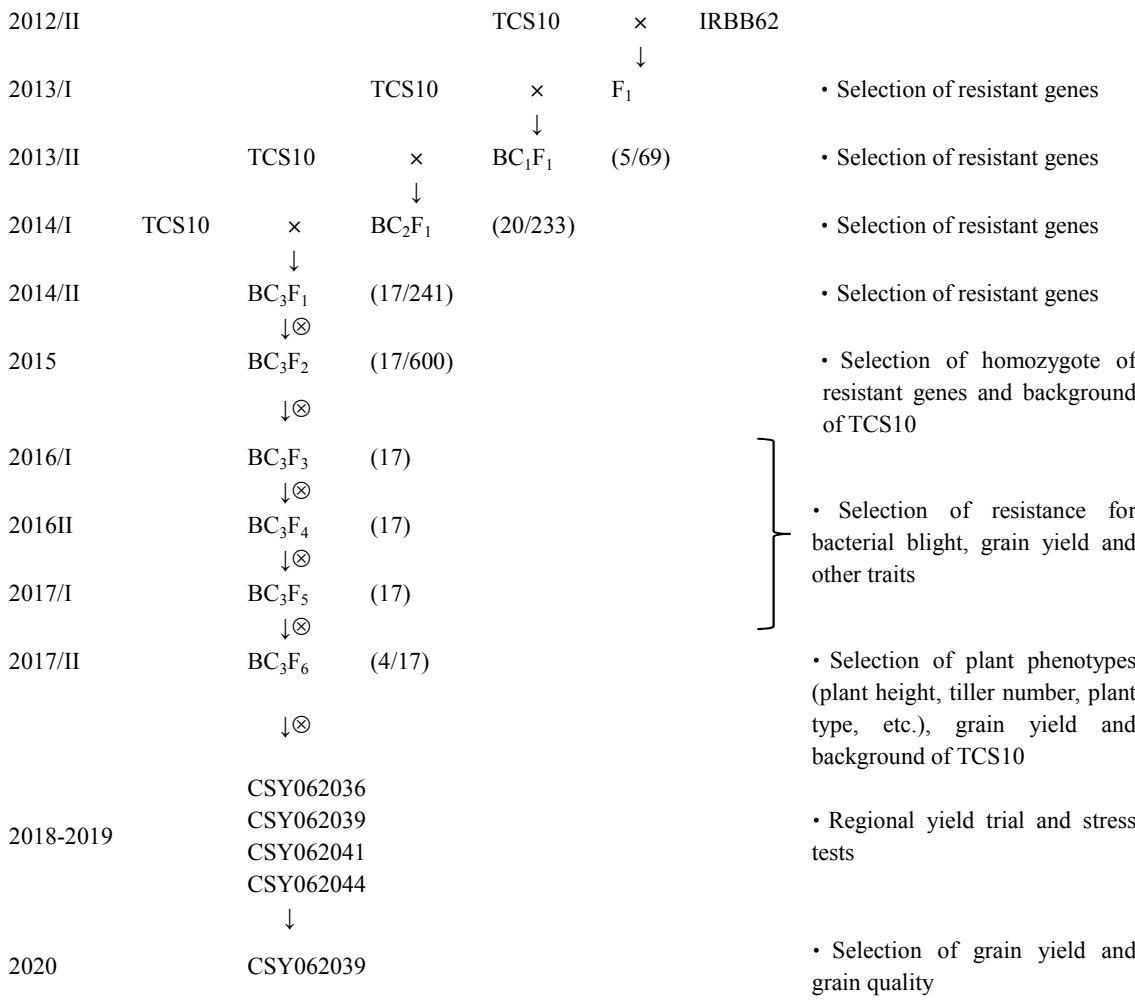 2012/II TCS10 × IRBB62
↓
2013/I TCS10 × F₁ • Selection of resistant genes
↓
2013/II TCS10 × BC₁F₁ (5/69) • Selection of resistant genes
↓
2014/I TCS10 × BC₂F₁ (20/233) • Selection of resistant genes
↓
2014/II BC₃F₁ (17/241) • Selection of resistant genes
↓⊗
2015 BC₃F₂ (17/600) • Selection of homozygote of
resistant genes and background
of TCS10
↓⊗
2016/I BC₃F₃ (17)
↓⊗
2016II BC₃F₄ (17) • Selection of resistance for
bacterial blight, grain yield and
other traits
↓⊗
2017/I BC₃F₅ (17)
↓⊗
2017/II BC₃F₆ (4/17) • Selection of plant phenotypes
(plant height, tiller number, plant
type, etc.), grain yield and
background of TCS10
↓⊗
2018-2019
CSY062036
CSY062039
CSY062041
CSY062044
• Regional yield trial and stress
tests
↓
2020 CSY062039 • Selection of grain yield and
grain quality